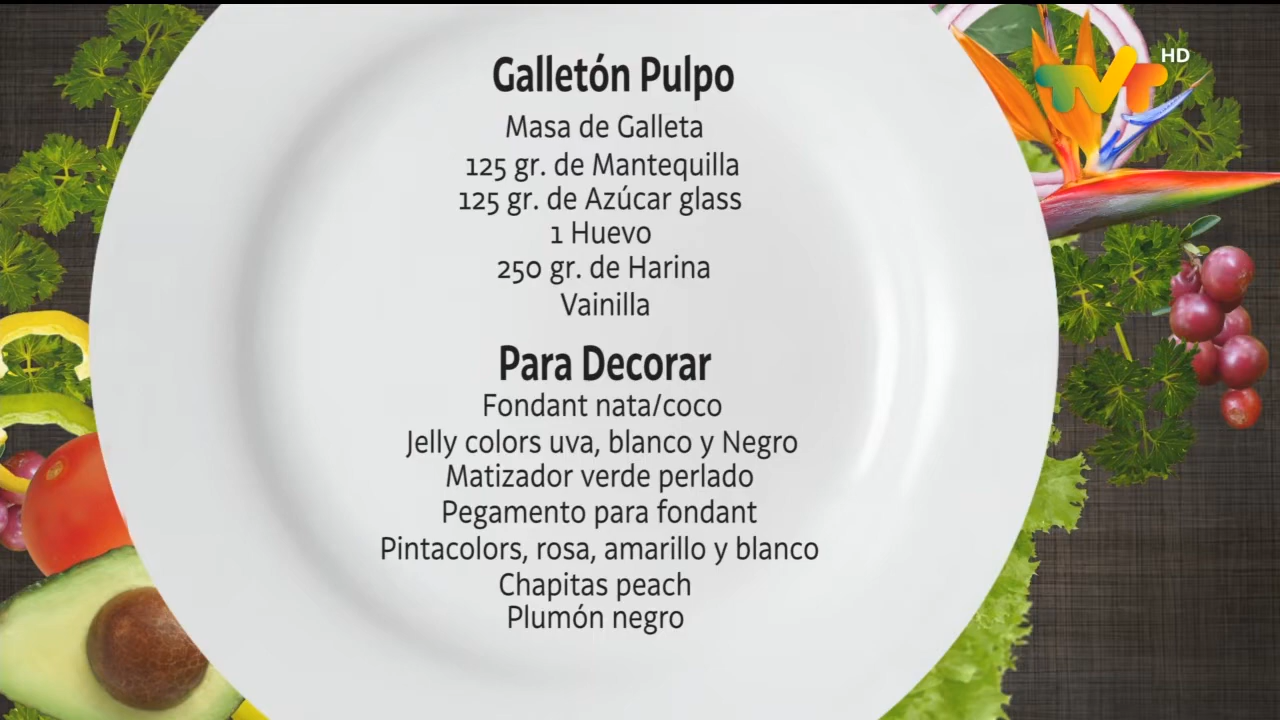 Galletón Pulpo
Masa de Galleta
125 gr. de Mantequilla
125 gr. de Azúcar glass
1 Huevo
250 gr. de Harina
Vainilla
Para Decorar
Fondant nata/coco
Jelly colors uva, blanco y Negro
Matizador verde perlado
Pegamento para fondant
Pintacolors, rosa, amarillo y blanco
Chapitas peach
Plumón negro
TVT HD